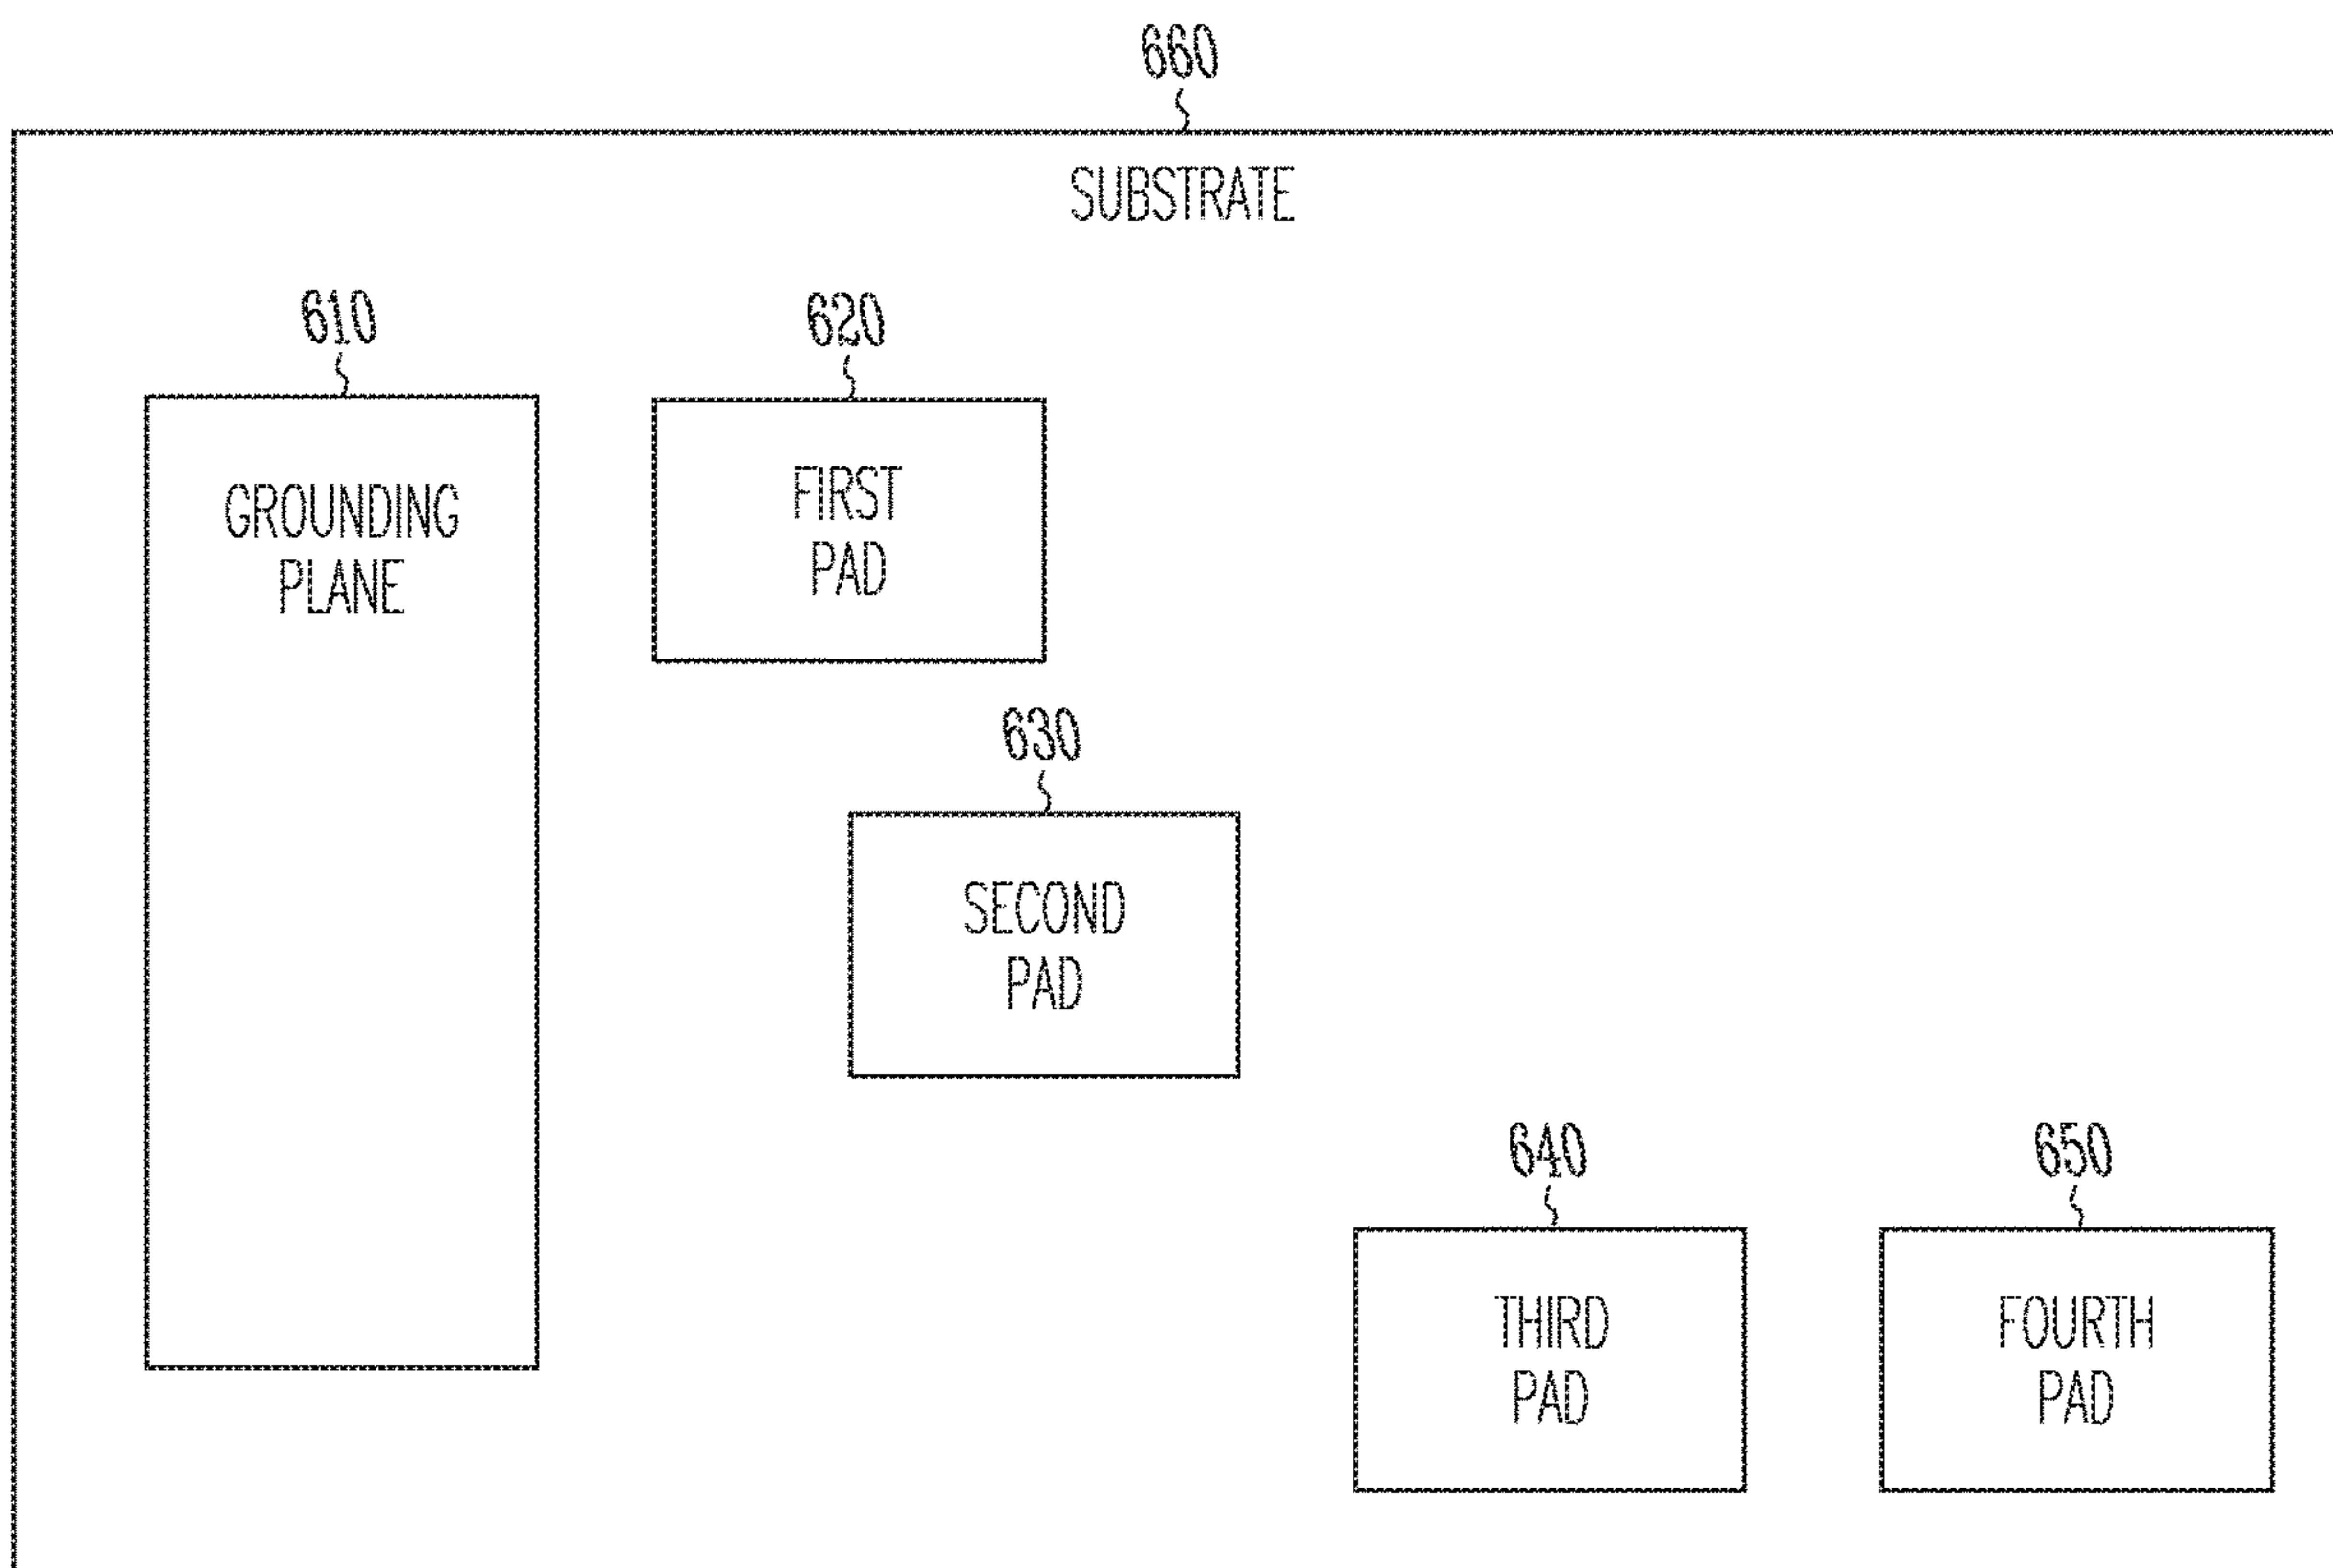 660
SUBSTRATE
610
620
GROUNDING
PLANE
FIRST
PAD
630
SECOND
PAD
640
650
THIRD
PAD
FOURTH
PAD